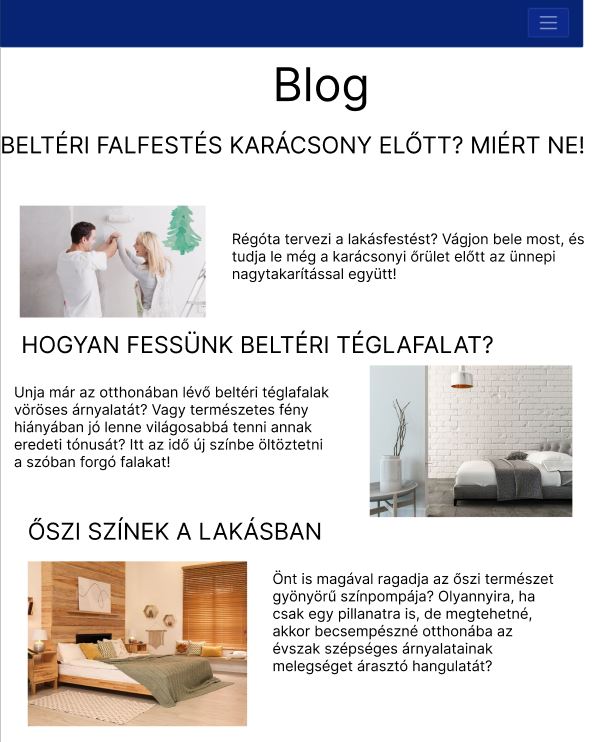 Blog
BELTÉRI FALFESTÉS KARÁCSONY ELŐTT? MIÉRT NE!
Régóta tervezi a lakásfestést? Vágjon bele most, és
tudja le még a karácsonyi őrület előtt az ünnepi
nagytakarítással együtt!
HOGYAN FESSÜNK BELTÉRI TÉGLAFALAT?
Unja már az otthonában lévő beltéri téglafalak
vöröses árnyalatát? Vagy természetes fény
hiányában jó lenne világosabbá tenni annak
eredeti tónusát? Itt az idő új színbe öltöztetni
a szóban forgó falakat!
ŐSZI SZÍNEK A LAKÁSBAN
Önt is magával ragadja az őszi természet
gyönyörű színpompája? Olyannyira, ha
csak egy pillanatra is, de megtehetné,
akkor becsempészné otthonába az
évszak szépséges árnyalatainak
melegséget árasztó hangulatát?